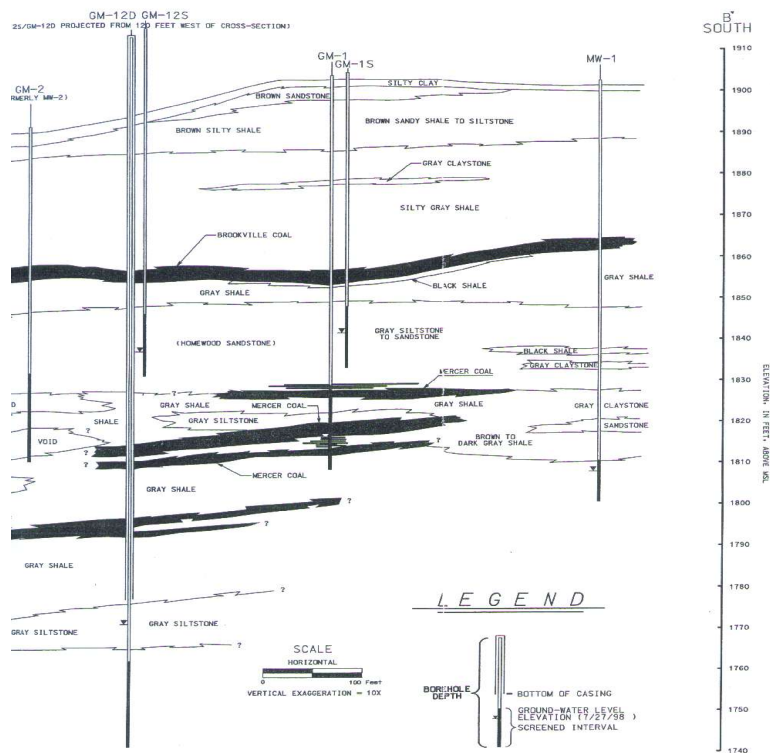 GM-12D GM-12S
2S/GM-12D PROJECTED FROM 120 FEET WEST OF CROSS-SECTION)
B"
SOUTH
GM-1
GM-1S
MW-1
GM-2
RMERLY MW-2)
1910
1900
1890
1880
1870
1860
1850
1840
1830
1820
1810
1800
1790
1780
1770
1760
1750
1740
ELEVATION, IN FEET, ABOVE MSL
SILTY CLAY
BROWN SANDSTONE
BROWN SILTY SHALE
BROWN SANDY SHALE TO SILTSTONE
GRAY CLAYSTONE
SILTY GRAY SHALE
BROOKVILLE COAL
GRAY SHALE
BLACK SHALE
GRAY SHALE
(HOMEWOOD SANDSTONE)
GRAY SILTSTONE
TO SANDSTONE
BLACK SHALE
GRAY CLAYSTONE
MERCER COAL
?
GRAY SHALE
MERCER COAL
GRAY SHALE
GRAY CLAYSTONE
D
SHALE
GRAY SILTSTONE
SANDSTONE
?
VOID
BROWN TO
DARK GRAY SHALE
?
?
?
MERCER COAL
GRAY SHALE
?
?
GRAY SHALE
?
GRAY SILTSTONE
GRAY SILTSTONE
?
LEGEND
SCALE
HORIZONTAL
0 100 Feet
VERTICAL EXAGGERATION = 10X
BOREHOLE
DEPTH
BOTTOM OF CASING
GROUND-WATER LEVEL
ELEVATION (7/27/98 )
SCREENED INTERVAL